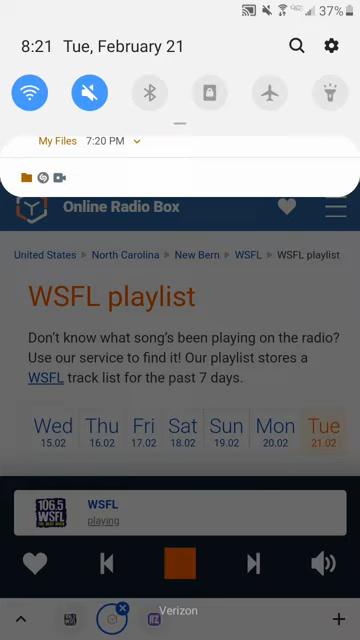 37%
8:21 Tue, February 21
My Files 7:20 PM
Online Radio Box
United States North Carolina New Bern WSFL WSFL playlist
WSFL playlist
Don't know what song's been playing on the radio?
Use our service to find it! Our playlist stores a
WSFL track list for the past 7 days.
Wed Thu Fri Sat Sun Mon Tue
15.02 16.02 17.02 18.02 19.02 20.02 21.02
106.5
WSFL
WSFL
playing
Verizon